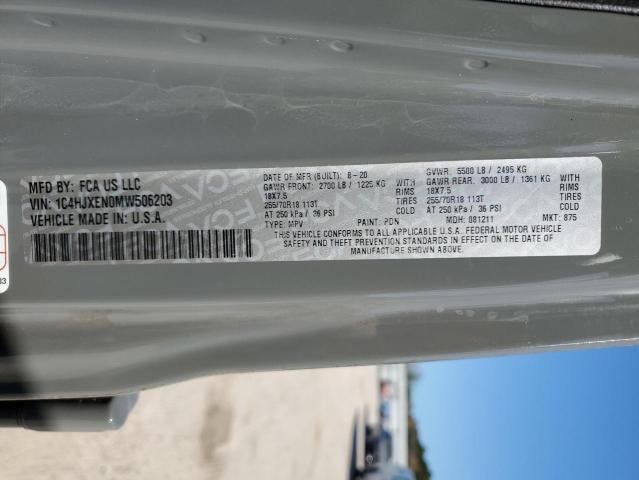 MFD BY: FCA US LLC
VIN: 1C4HJXEN0MW506203
VEHICLE MADE IN U.S.A.
DATE OF MFR (BUILT): 8-20
GVWR: 5500 LB / 2495 KG
GAWR FRONT: 2700 LB / 1225 KG WITH
GAWR REAR: 3000 LB / 1361 KG WITH
18X7.5 RIMS
18X7.5 RIMS
255/70R18 113T TIRES
255/70R18 113T TIRES
AT 250 kPa / 36 PSI COLD
AT 250 kPa / 36 PSI COLD
TYPE: MPV PAINT: PDN MDH: 081211 MKT: 875
THIS VEHICLE CONFORMS TO ALL APPLICABLE U.S.A. FEDERAL MOTOR VEHICLE
SAFETY AND THEFT PREVENTION STANDARDS IN EFFECT ON THE DATE OF
MANUFACTURE SHOWN ABOVE.